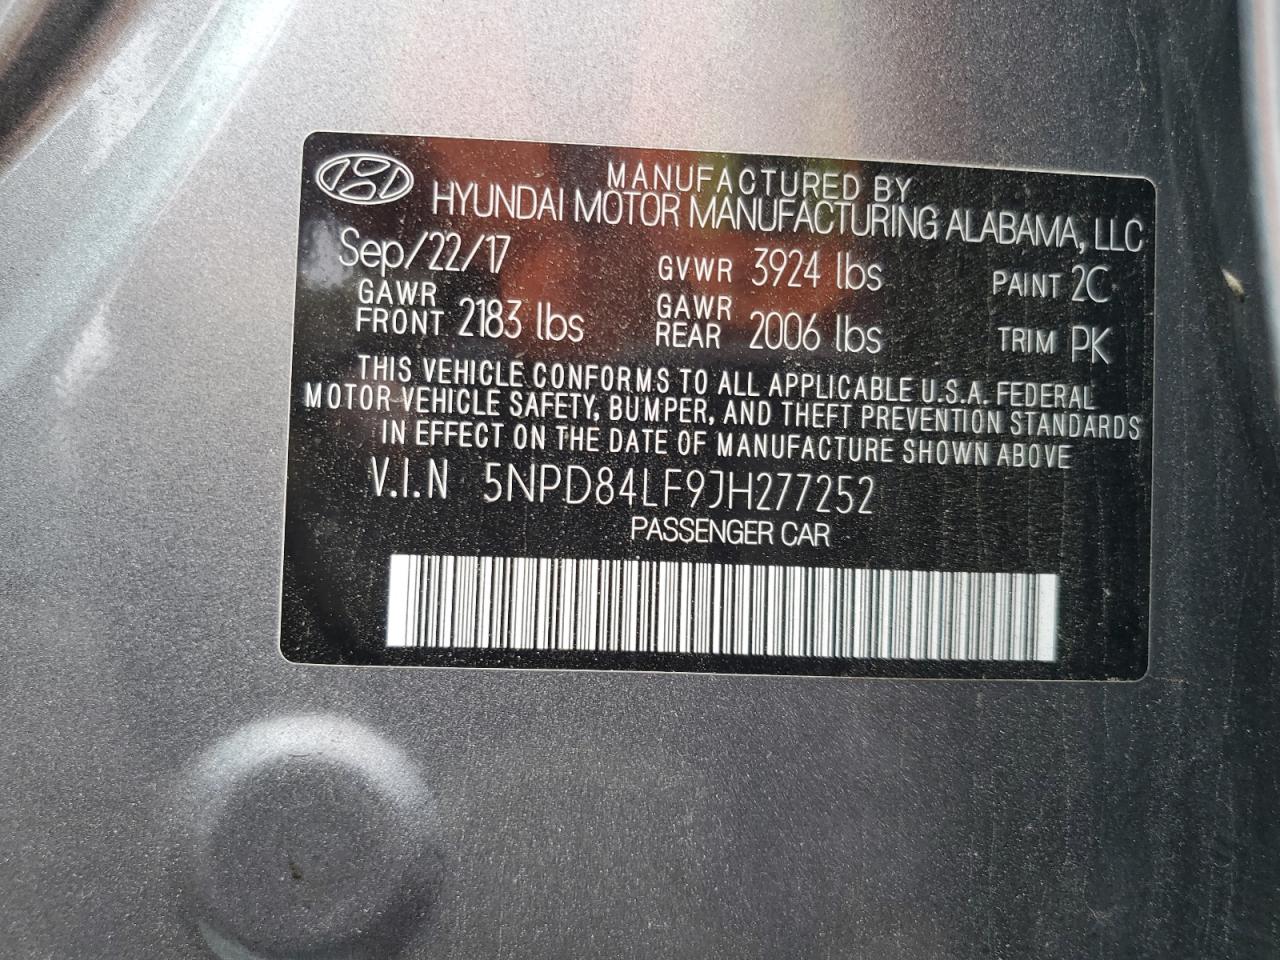 MANUFACTURED BY
HYUNDAI MOTOR MANUFACTURING ALABAMA, LLC
Sep/22/17 GVWR 3924 lbs PAINT 2C
GAWR FRONT 2183 lbs GAWR REAR 2006 lbs TRIM PK
THIS VEHICLE CONFORMS TO ALL APPLICABLE U.S.A. FEDERAL
MOTOR VEHICLE SAFETY, BUMPER, AND THEFT PREVENTION STANDARDS
IN EFFECT ON THE DATE OF MANUFACTURE SHOWN ABOVE
V.I.N 5NPD84LF9JH277252
PASSENGER CAR